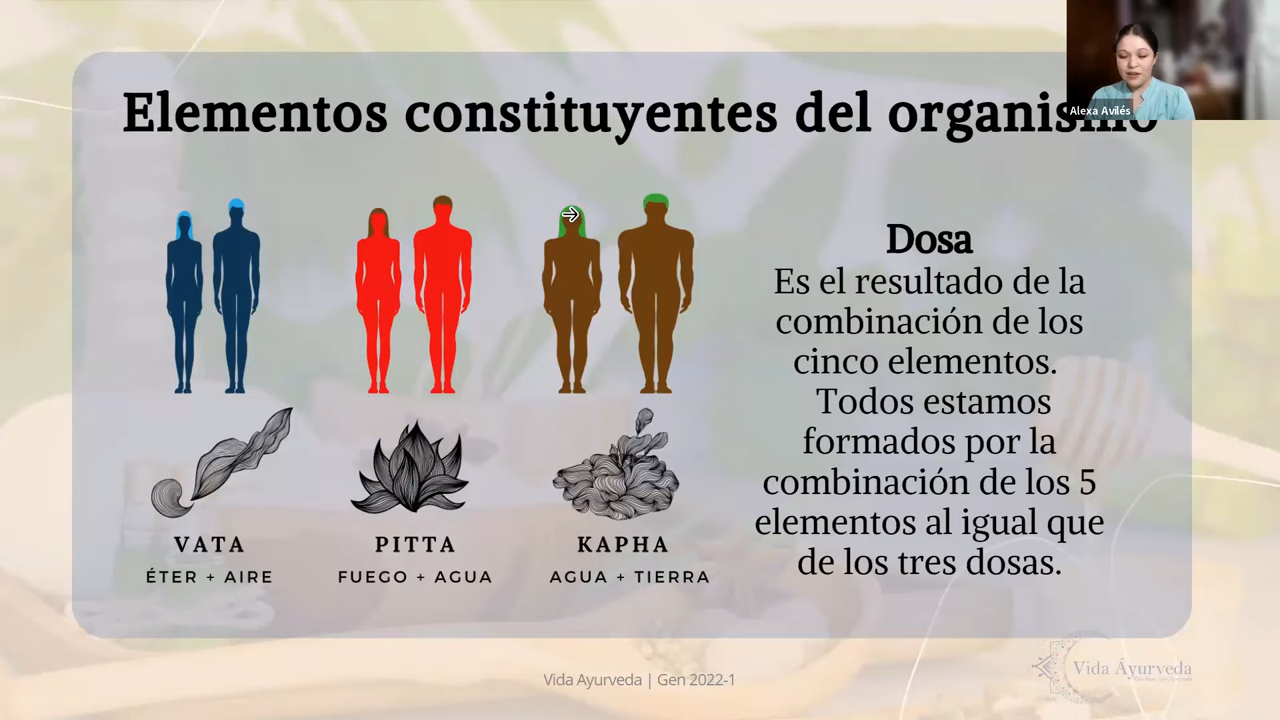 Elementos constituyentes del organismo
Alexa Avilés
Dosa
Es el resultado de la
combinación de los
cinco elementos.
Todos estamos
formados por la
combinación de los 5
elementos al igual que
de los tres dosas.
VATA
ÉTER + AIRE
PITTA
FUEGO + AGUA
KAPHA
AGUA + TIERRA
Vida Ayurveda | Gen 2022-1
Vida Áyurveda